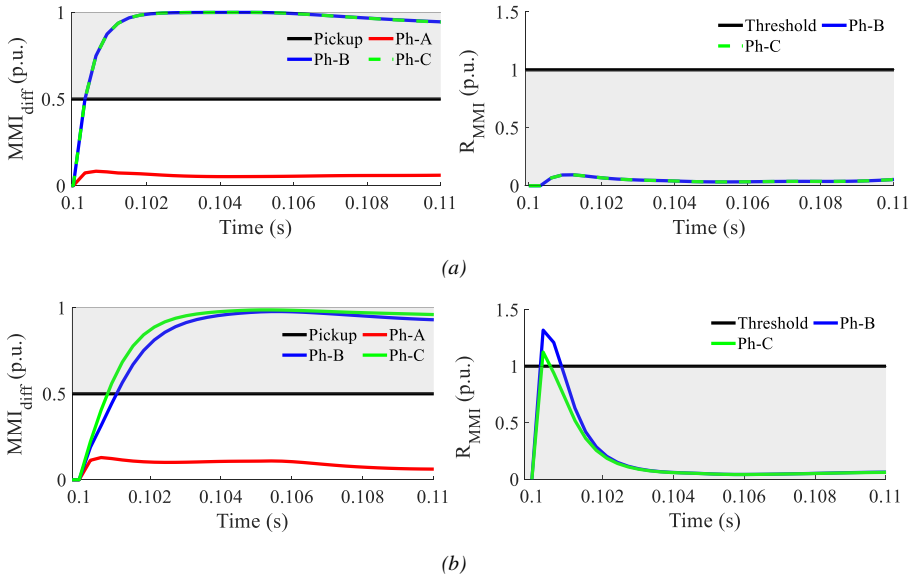 1
0.5
0
MMIdiff (p.u.)
Pickup
Ph-A
Ph-B
Ph-C
0.1
0.102
0.104
0.106
0.108
0.11
Time (s)
1.5
1
0.5
0
RMMI (p.u.)
Threshold
Ph-B
Ph-C
0.1
0.102
0.104
0.106
0.108
0.11
Time (s)
(a)
1
0.5
0
MMIdiff (p.u.)
Pickup
Ph-A
Ph-B
Ph-C
0.1
0.102
0.104
0.106
0.108
0.11
Time (s)
1.5
1
0.5
0
RMMI (p.u.)
Threshold
Ph-B
Ph-C
0.1
0.102
0.104
0.106
0.108
0.11
Time (s)
(b)